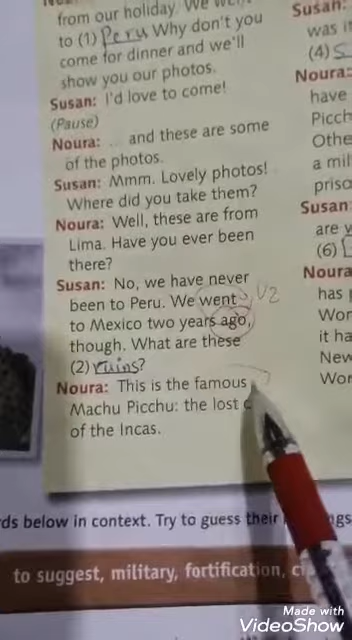 from our holiday. We
to (1) Peru Why don't you
come for dinner and we'll
show you our photos.
Susan: I'd love to come!
(Pause)
Noura: ... and these are some
of the photos.
Susan: Mmm. Lovely photos!
Where did you take them?
Noura: Well, these are from
Lima. Have you ever been
there?
Susan: No, we have never
been to Peru. We went V2
to Mexico two years ago,
though. What are these
(2) ruins?
Noura: This is the famous
Machu Picchu: the lost
of the Incas.
Susan:
was i
(4) S
Noura:
have
Picch
Othe
a mil
priso
Susan
are
(6)
Noura
has
Wor
it ha
New
Wor
ds below in context. Try to guess their
to suggest, military, fortification,
Made with
VideoShow